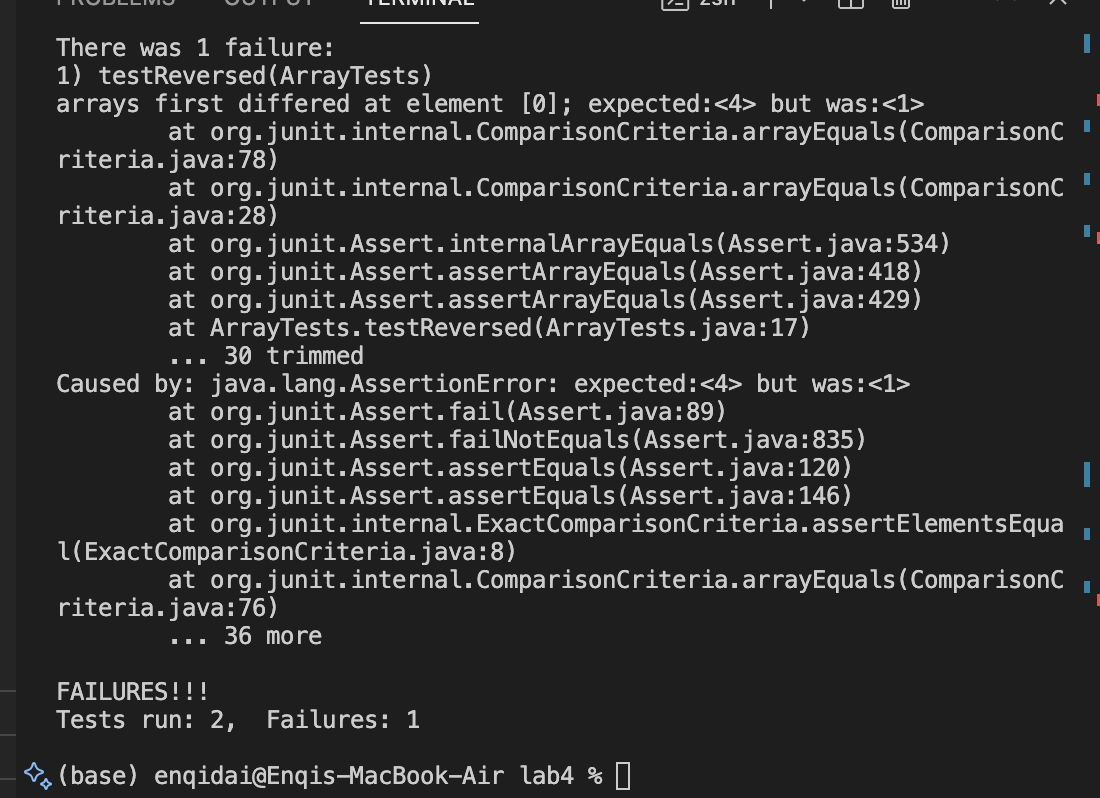 PROBLEMS OUTPUT TERMINAL zsh
There was 1 failure:
1) testReversed(ArrayTests)
arrays first differed at element [0]; expected:<4> but was:<1>
        at org.junit.internal.ComparisonCriteria.arrayEquals(ComparisonC
riteria.java:78)
        at org.junit.internal.ComparisonCriteria.arrayEquals(ComparisonC
riteria.java:28)
        at org.junit.Assert.internalArrayEquals(Assert.java:534)
        at org.junit.Assert.assertArrayEquals(Assert.java:418)
        at org.junit.Assert.assertArrayEquals(Assert.java:429)
        at ArrayTests.testReversed(ArrayTests.java:17)
        ... 30 trimmed
Caused by: java.lang.AssertionError: expected:<4> but was:<1>
        at org.junit.Assert.fail(Assert.java:89)
        at org.junit.Assert.failNotEquals(Assert.java:835)
        at org.junit.Assert.assertEquals(Assert.java:120)
        at org.junit.Assert.assertEquals(Assert.java:146)
        at org.junit.internal.ExactComparisonCriteria.assertElementsEqua
l(ExactComparisonCriteria.java:8)
        at org.junit.internal.ComparisonCriteria.arrayEquals(ComparisonC
riteria.java:76)
        ... 36 more

FAILURES!!!
Tests run: 2,  Failures: 1

(base) enqidai@Enqis-MacBook-Air lab4 %